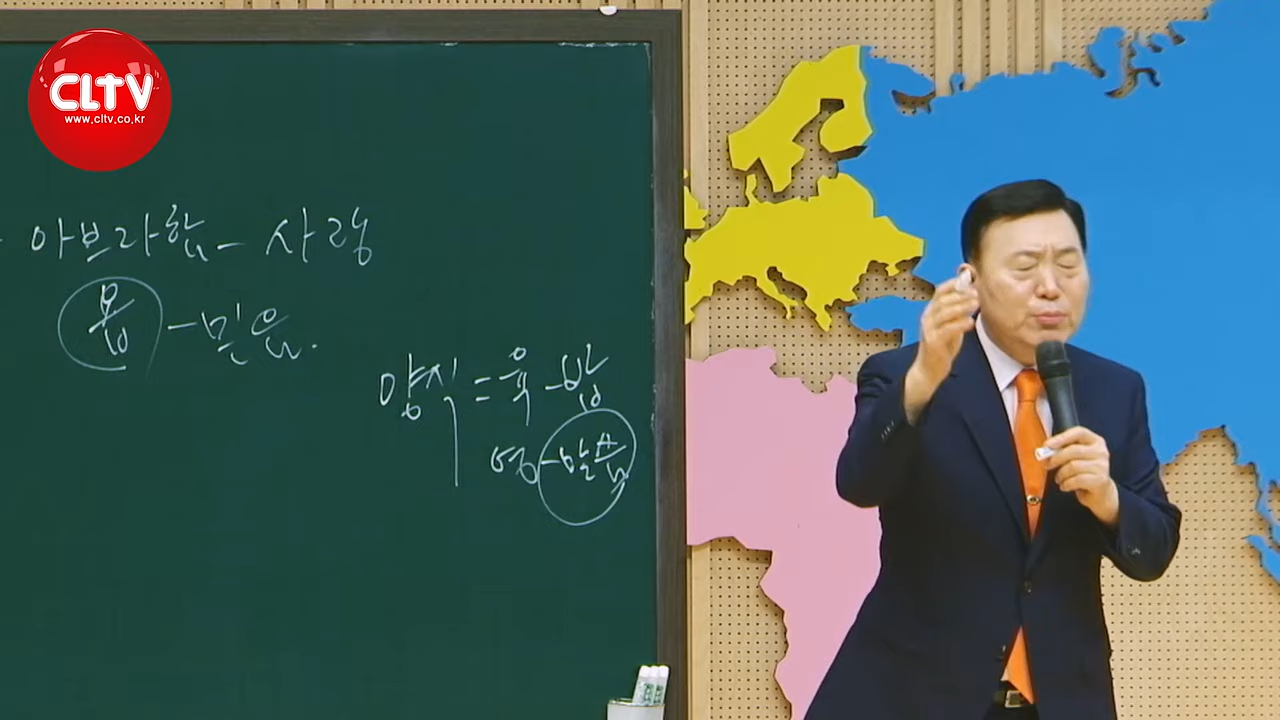 CLTV
www.cltv.co.kr
- 아브라함 - 사랑
욥 - 믿음.
양식 = 육 - 밥
영 - 말씀